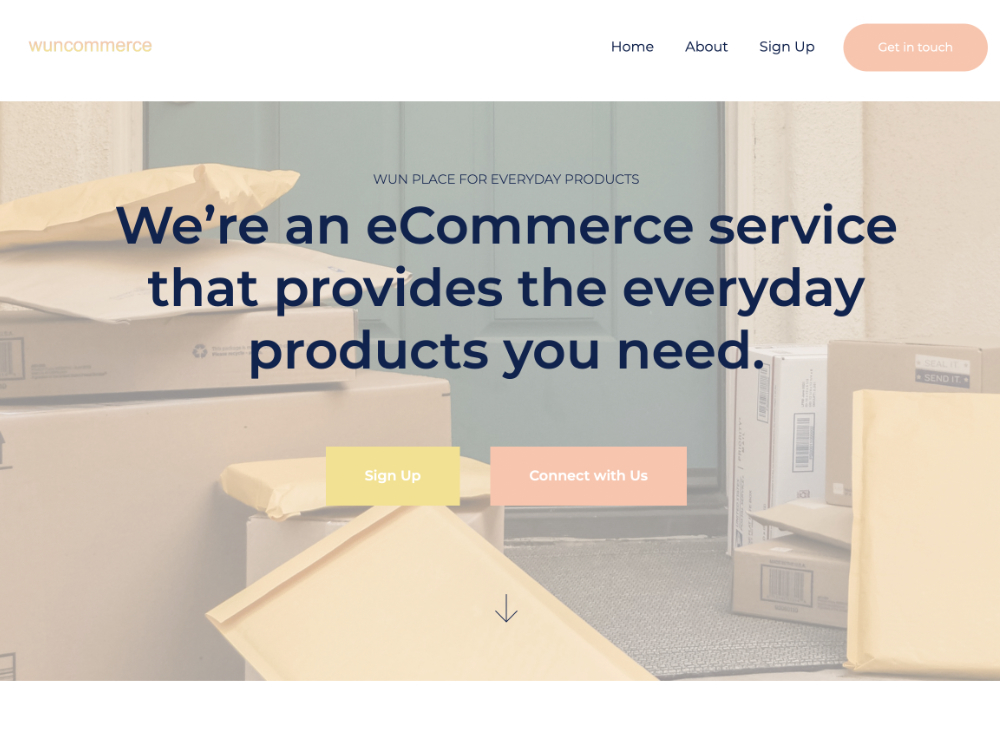 wuncommerce
Home About Sign Up Get in touch
WUN PLACE FOR EVERYDAY PRODUCTS
We’re an eCommerce service
that provides the everyday
products you need.
Sign Up Connect with Us
DEAL IT.
SEND IT.